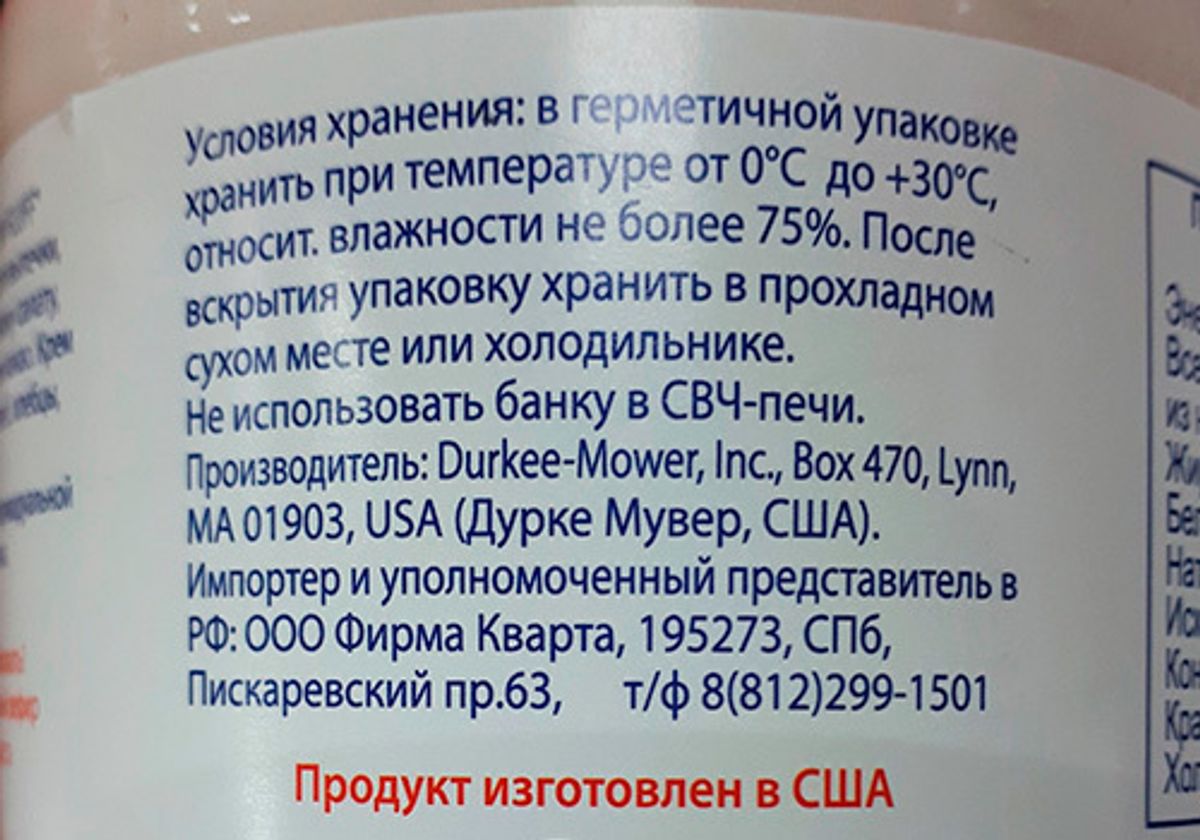 Условия хранения: в герметичной упаковке
хранить при температуре от 0°С до +30°С,
относит. влажности не более 75%. После
вскрытия упаковку хранить в прохладном
сухом месте или холодильнике.
Не использовать банку в СВЧ-печи.
Производитель: Durkee-Mower, Inc., Box 470, Lynn,
MA 01903, USA (Дурке Мувер, США).
Импортер и уполномоченный представитель в
РФ: ООО Фирма Кварта, 195273, СПб,
Пискаревский пр.63, т/ф 8(812)299-1501
Продукт изготовлен в США